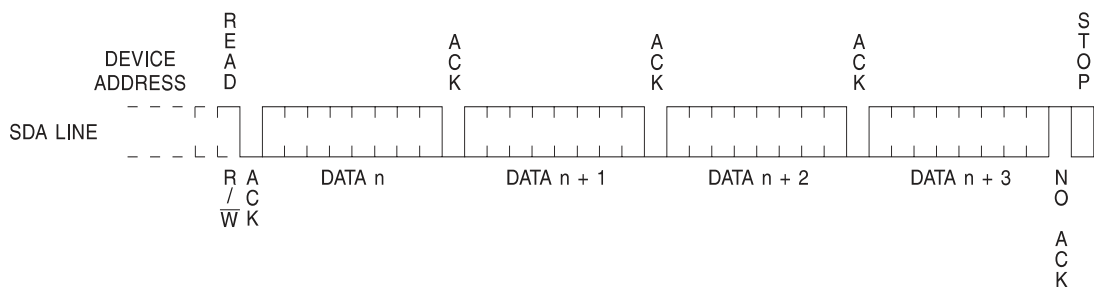 DEVICE
ADDRESS
READ
ACK
ACK
ACK
STOP
SDA LINE
R/W
ACK
DATA n
DATA n + 1
DATA n + 2
DATA n + 3
NO ACK